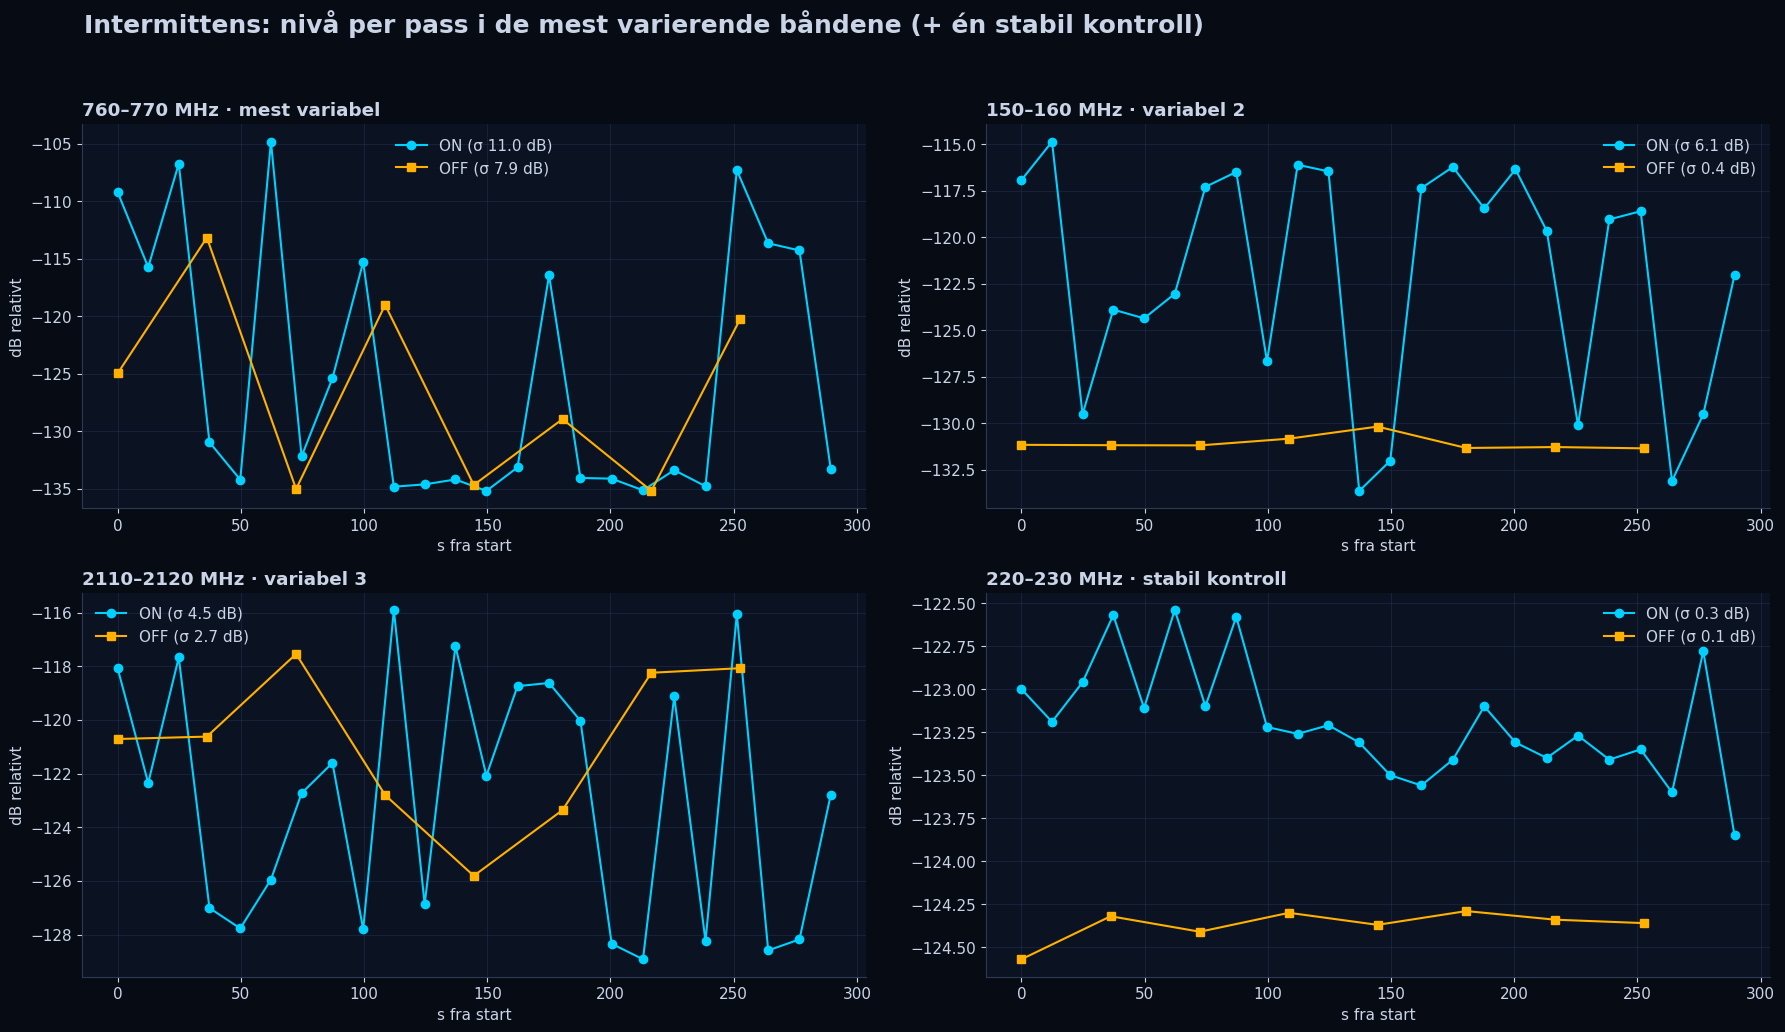 Intermittens: nivå per pass i de mest varierende båndene (+ én stabil kontroll)
760–770 MHz · mest variabel
ON (σ 11.0 dB)
OFF (σ 7.9 dB)
−105
−110
−115
−120
−125
−130
−135
dB relativt
0 50 100 150 200 250 300
s fra start
150–160 MHz · variabel 2
ON (σ 6.1 dB)
OFF (σ 0.4 dB)
−115.0
−117.5
−120.0
−122.5
−125.0
−127.5
−130.0
−132.5
dB relativt
0 50 100 150 200 250 300
s fra start
2110–2120 MHz · variabel 3
ON (σ 4.5 dB)
OFF (σ 2.7 dB)
−116
−118
−120
−122
−124
−126
−128
dB relativt
0 50 100 150 200 250 300
s fra start
220–230 MHz · stabil kontroll
ON (σ 0.3 dB)
OFF (σ 0.1 dB)
−122.50
−122.75
−123.00
−123.25
−123.50
−123.75
−124.00
−124.25
−124.50
dB relativt
0 50 100 150 200 250 300
s fra start